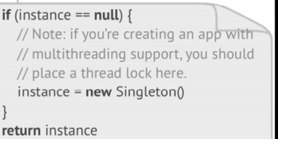 if (instance == null) {
// Note: if you're creating an app with
// multithreading support, you should
// place a thread lock here.
instance = new Singleton()
}
return instance